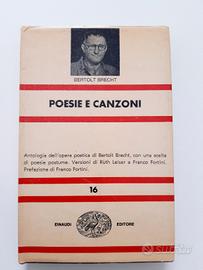 BERTOLT BRECHT
POESIE E CANZONI
Antologia dell'opera poetica di Bertolt Brecht, con una scelta
di poesie postume. Versioni di Ruth Leiser e Franco Fortini.
Prefazione di Franco Fortini.
16
EINAUDI EDITORE
subito